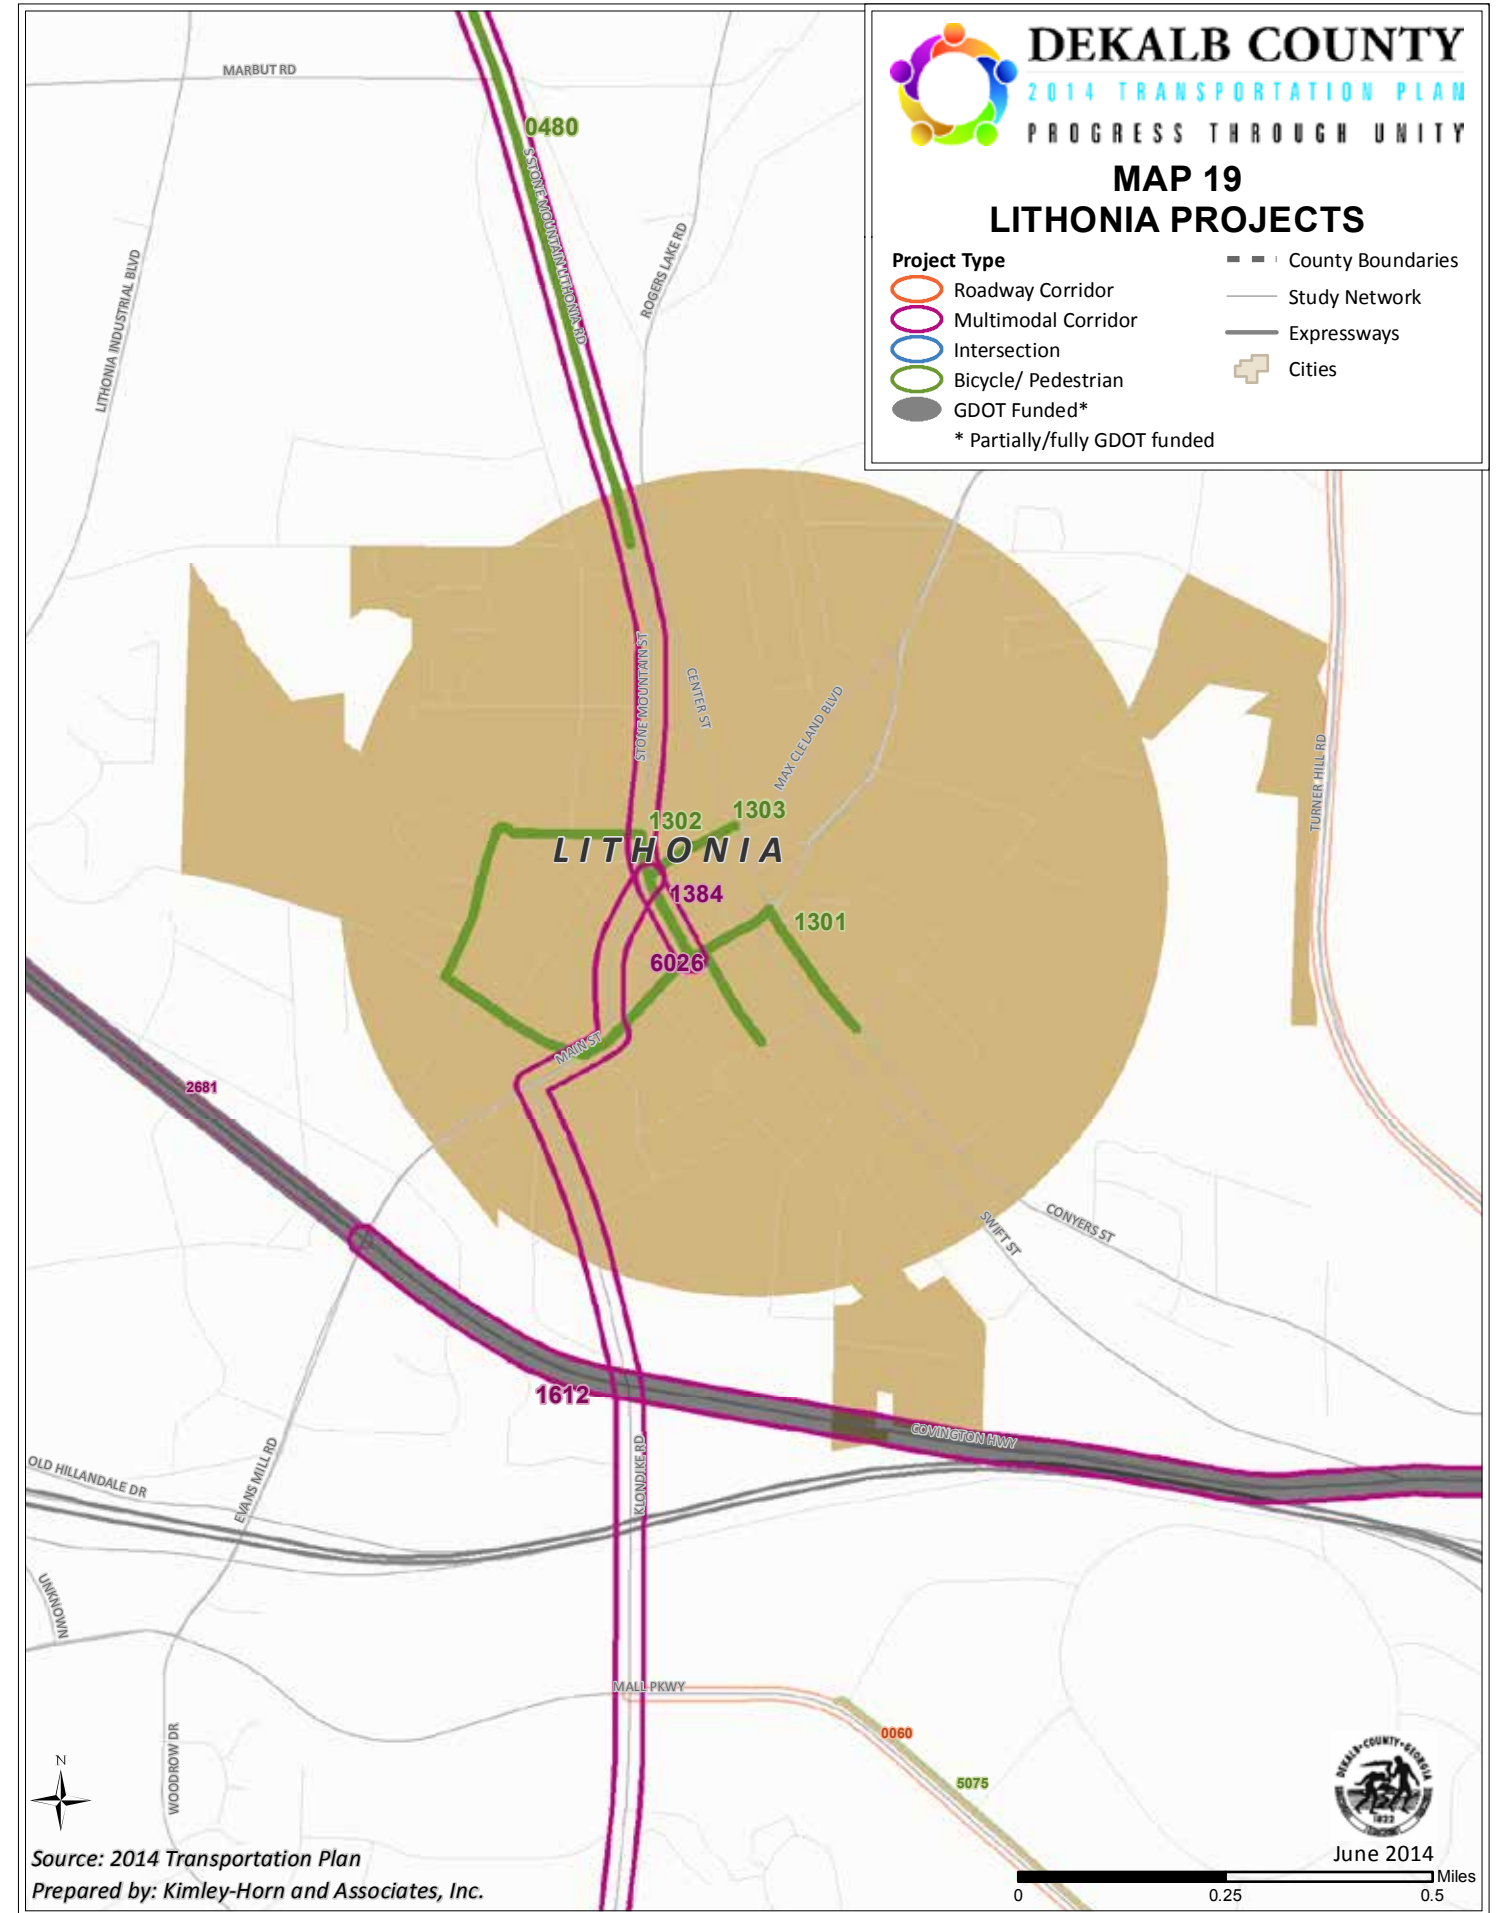 DEKALB COUNTY
2014 TRANSPORTATION PLAN
PROGRESS THROUGH UNITY
MAP 19
LITHONIA PROJECTS
Project Type
Roadway Corridor
Multimodal Corridor
Intersection
Bicycle/ Pedestrian
GDOT Funded*
* Partially/fully GDOT funded
County Boundaries
Study Network
Expressways
Cities
MARBUT RD
0480
S STONE MOUNTAIN LITHONIA RD
ROGERS LAKE RD
LITHONIA INDUSTRIAL BLVD
STONE MOUNTAIN ST
CENTER ST
MAX CLELAND BLVD
TURNER HILL RD
1302
1303
LITHONIA
1384
1301
6026
MAIN ST
2681
CONYERS ST
SWIFT ST
1612
COVINGTON HWY
OLD HILLANDALE DR
EVANS MILL RD
KLONDIKE RD
UNKNOWN
MALL PKWY
0060
5075
WOODROW DR
N
DEKALB COUNTY GEORGIA
1822
June 2014
Miles
0 0.25 0.5
Source: 2014 Transportation Plan
Prepared by: Kimley-Horn and Associates, Inc.